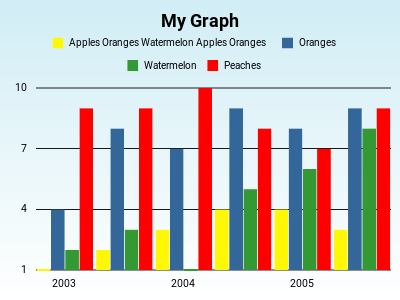 My Graph
Apples Oranges Watermelon Apples Oranges Oranges
Watermelon Peaches
10
7
4
1
2003 2004 2005